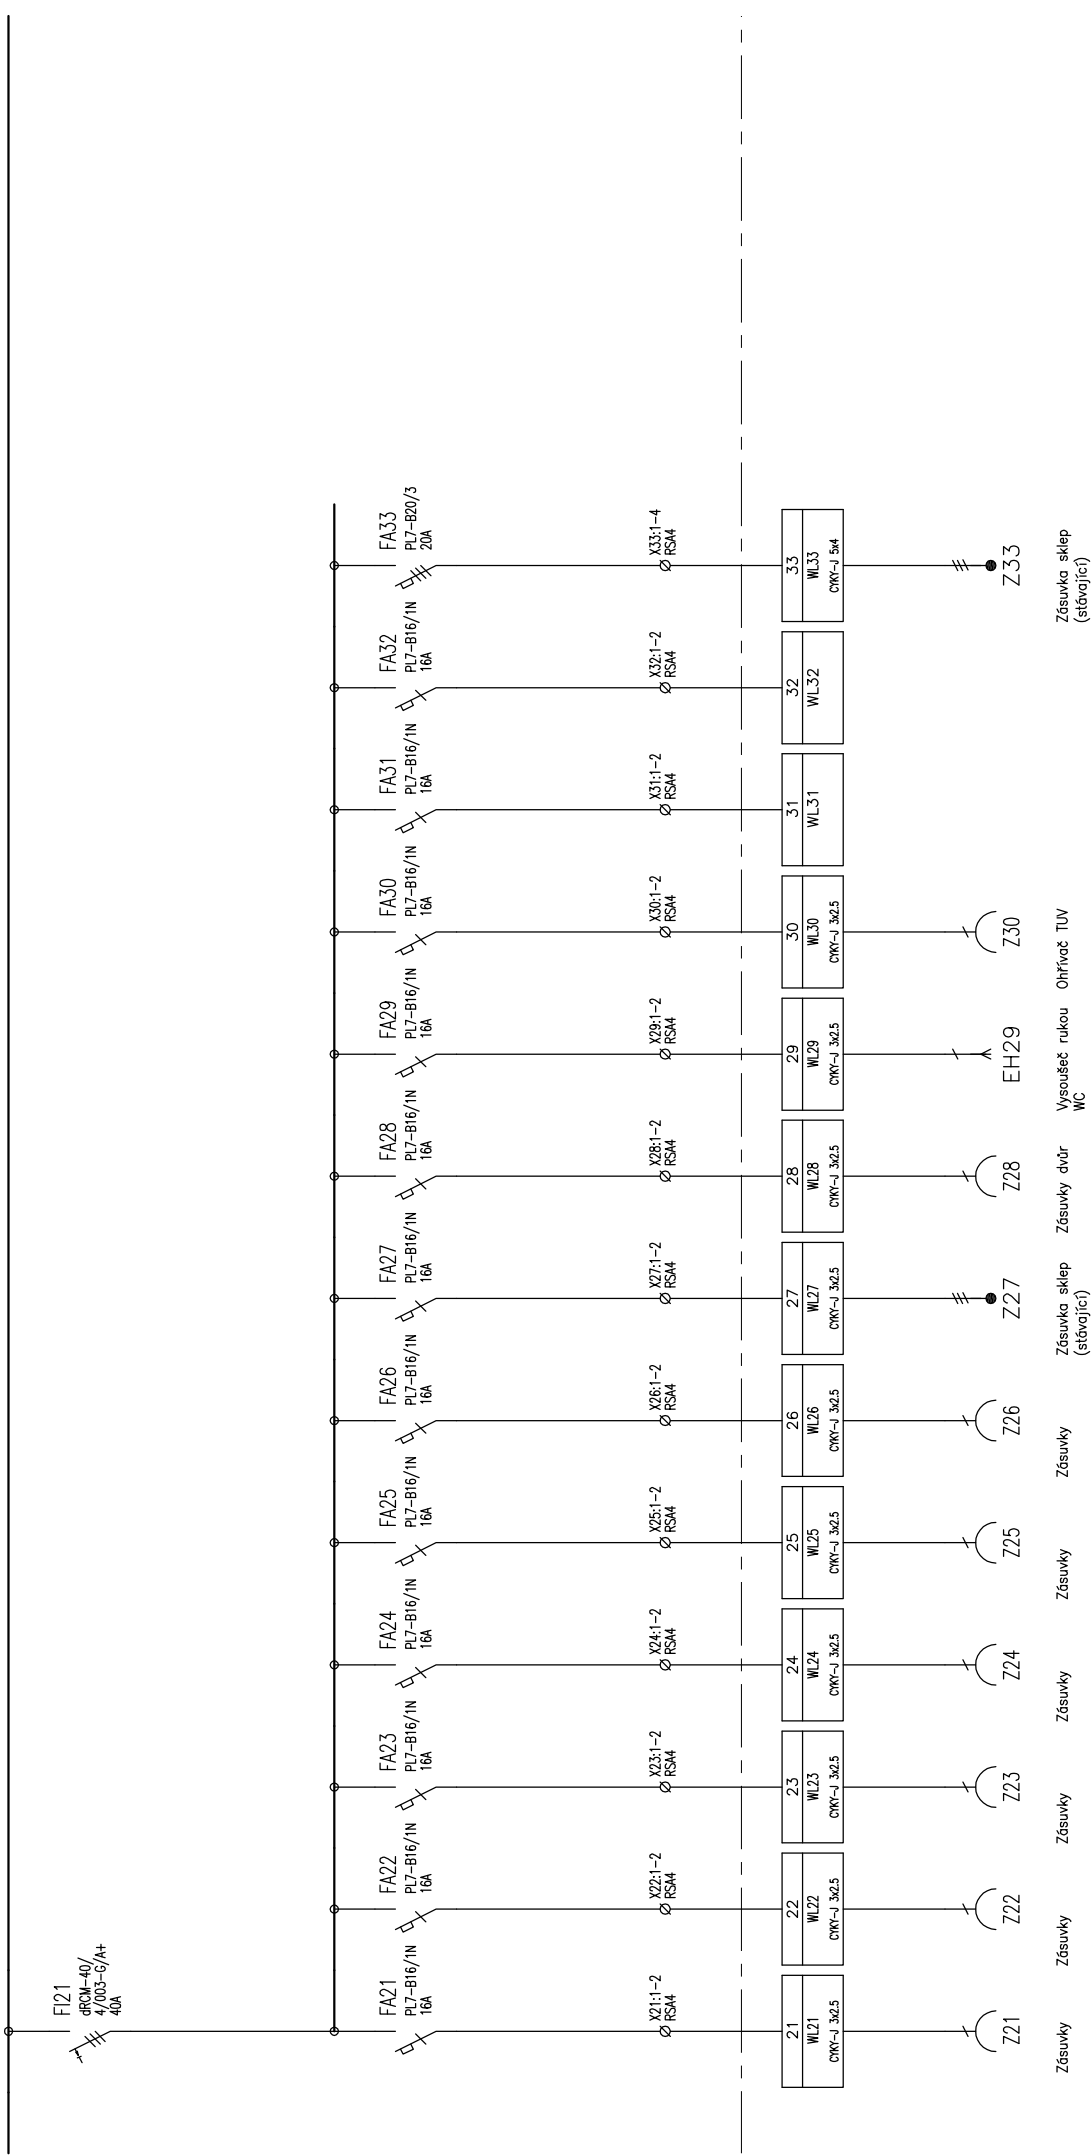 FI21
dRCM-40/
4/003-G/A+
40A
FA21
PL7-B16/1N
16A
FA22
PL7-B16/1N
16A
FA23
PL7-B16/1N
16A
FA24
PL7-B16/1N
16A
FA25
PL7-B16/1N
16A
FA26
PL7-B16/1N
16A
FA27
PL7-B16/1N
16A
FA28
PL7-B16/1N
16A
FA29
PL7-B16/1N
16A
FA30
PL7-B16/1N
16A
FA31
PL7-B16/1N
16A
FA32
PL7-B16/1N
16A
FA33
PL7-B20/3
20A
X21:1-2
RSA4
X22:1-2
RSA4
X23:1-2
RSA4
X24:1-2
RSA4
X25:1-2
RSA4
X26:1-2
RSA4
X27:1-2
RSA4
X28:1-2
RSA4
X29:1-2
RSA4
X30:1-2
RSA4
X31:1-2
RSA4
X32:1-2
RSA4
X33:1-4
RSA4
21
WL21
CYKY-J 3x2.5
22
WL22
CYKY-J 3x2.5
23
WL23
CYKY-J 3x2.5
24
WL24
CYKY-J 3x2.5
25
WL25
CYKY-J 3x2.5
26
WL26
CYKY-J 3x2.5
27
WL27
CYKY-J 3x2.5
28
WL28
CYKY-J 3x2.5
29
WL29
CYKY-J 3x2.5
30
WL30
CYKY-J 3x2.5
31
WL31
32
WL32
33
WL33
CYKY-J 5x4
Z21
Z22
Z23
Z24
Z25
Z26
Z27
Z28
EH29
Z30
Z33
Zásuvky
Zásuvky
Zásuvky
Zásuvky
Zásuvky
Zásuvky
Zásuvka sklep
(stávající)
Zásuvky dvůr
Vysoušeč rukou
WC
Ohřívač TUV
Zásuvka sklep
(stávající)